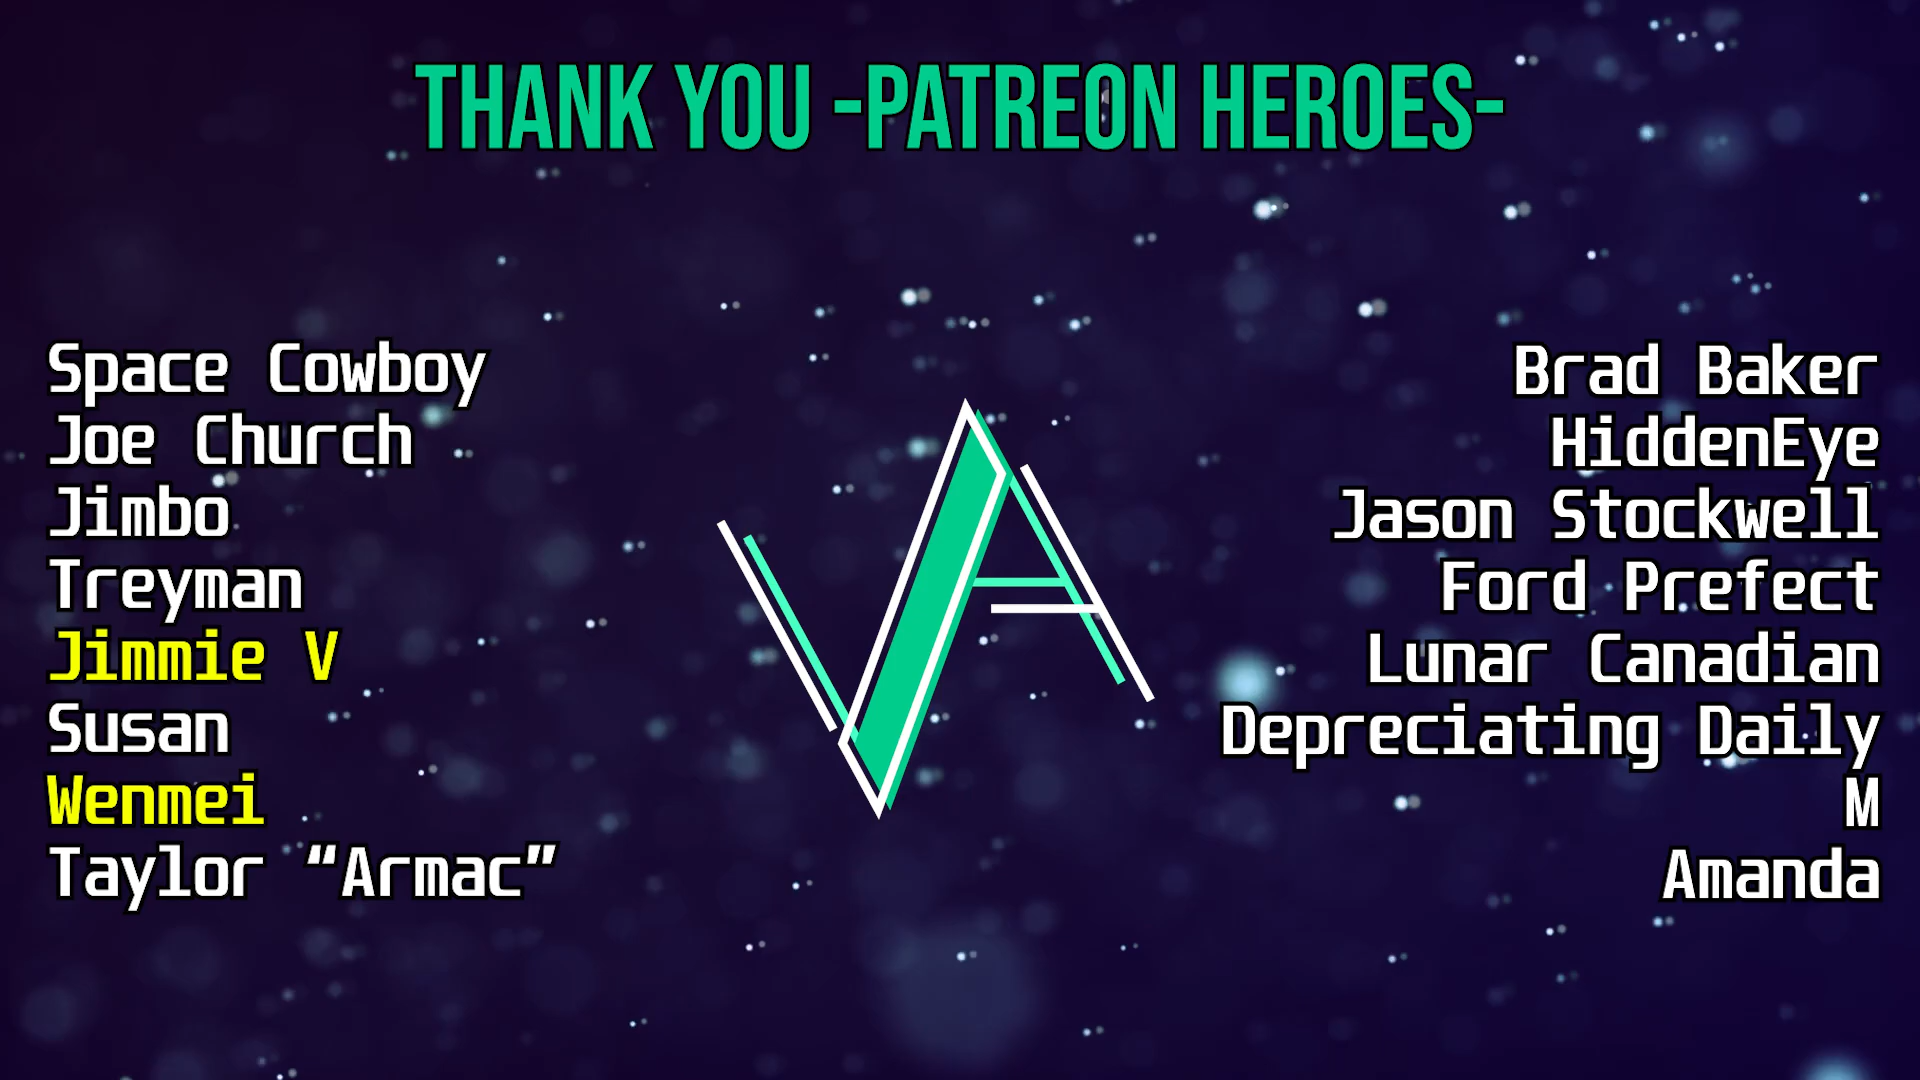 THANK YOU -PATREON HEROES-
Space Cowboy
Joe Church
Jimbo
Treyman
Jimmie V
Susan
Wenmei
Taylor “Armac”
VA
Brad Baker
HiddenEye
Jason Stockwell
Ford Prefect
Lunar Canadian
Depreciating Daily
M
Amanda